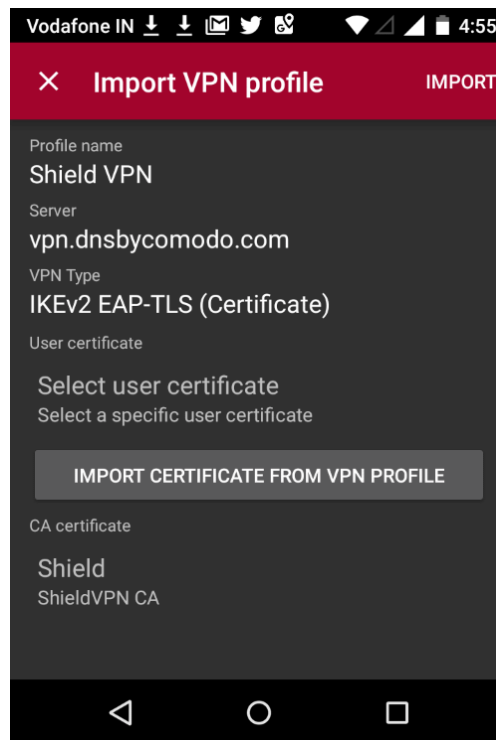 Vodafone IN 4:55
Import VPN profile IMPORT
Profile name
Shield VPN
Server
vpn.dnsbycomodo.com
VPN Type
IKEv2 EAP-TLS (Certificate)
User certificate
Select user certificate
Select a specific user certificate
IMPORT CERTIFICATE FROM VPN PROFILE
CA certificate
Shield
ShieldVPN CA